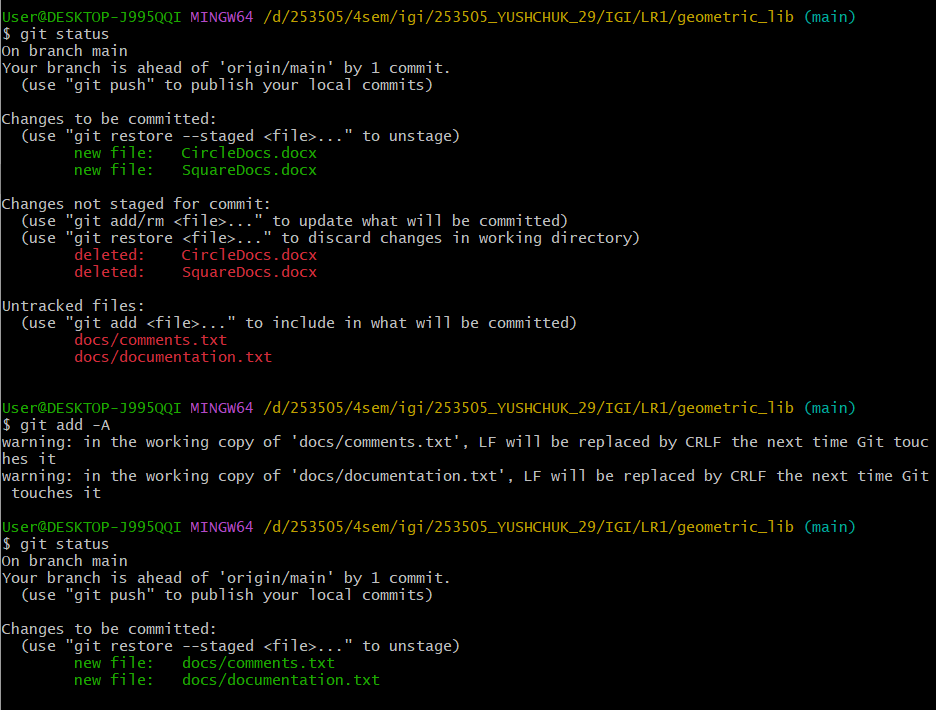 User@DESKTOP-J995QQI MINGW64 /d/253505/4sem/igi/253505_YUSHCHUK_29/IGI/LR1/geometric_lib (main)
$ git status
On branch main
Your branch is ahead of 'origin/main' by 1 commit.
  (use "git push" to publish your local commits)

Changes to be committed:
  (use "git restore --staged <file>..." to unstage)
        new file:   CircleDocs.docx
        new file:   SquareDocs.docx

Changes not staged for commit:
  (use "git add/rm <file>..." to update what will be committed)
  (use "git restore <file>..." to discard changes in working directory)
        deleted:    CircleDocs.docx
        deleted:    SquareDocs.docx

Untracked files:
  (use "git add <file>..." to include in what will be committed)
        docs/comments.txt
        docs/documentation.txt


User@DESKTOP-J995QQI MINGW64 /d/253505/4sem/igi/253505_YUSHCHUK_29/IGI/LR1/geometric_lib (main)
$ git add -A
warning: in the working copy of 'docs/comments.txt', LF will be replaced by CRLF the next time Git touc
hes it
warning: in the working copy of 'docs/documentation.txt', LF will be replaced by CRLF the next time Git
 touches it

User@DESKTOP-J995QQI MINGW64 /d/253505/4sem/igi/253505_YUSHCHUK_29/IGI/LR1/geometric_lib (main)
$ git status
On branch main
Your branch is ahead of 'origin/main' by 1 commit.
  (use "git push" to publish your local commits)

Changes to be committed:
  (use "git restore --staged <file>..." to unstage)
        new file:   docs/comments.txt
        new file:   docs/documentation.txt